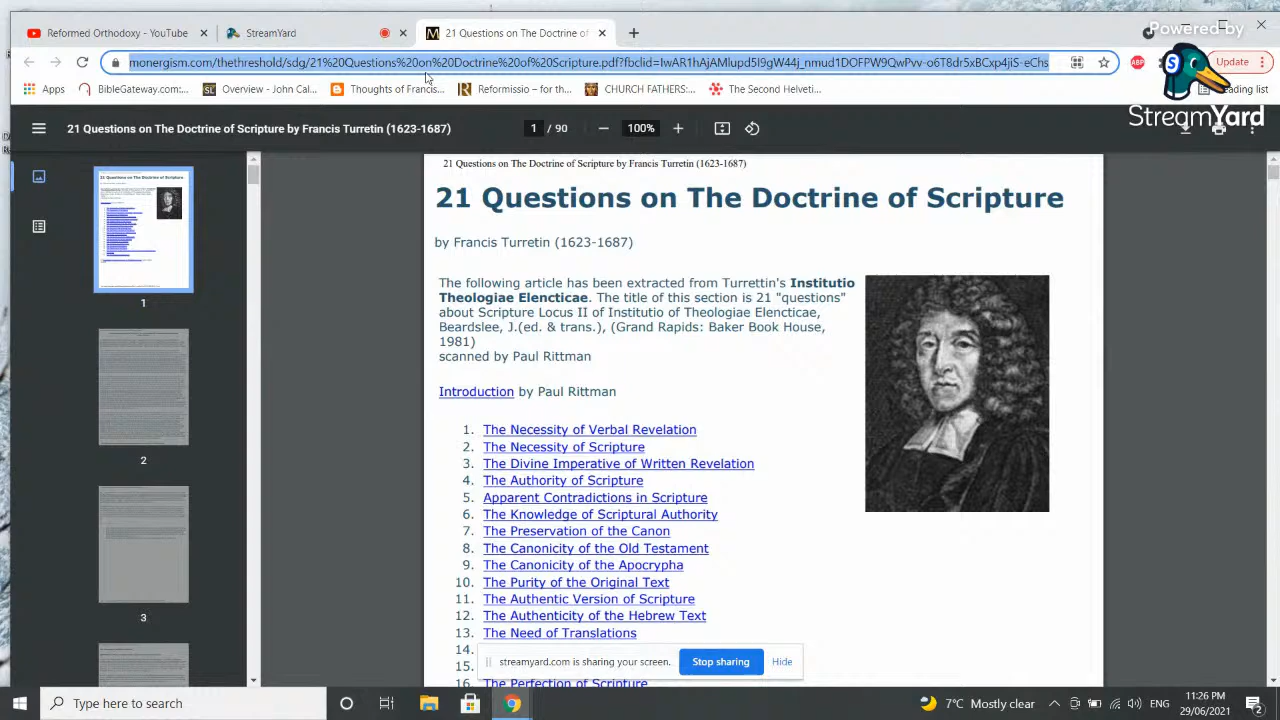 Powered by
StreamYard
Reformed Orthodoxy - YouTube
StreamYard
21 Questions on The Doctrine of
monergism.com/thethreshold/sdg/21%20Questions%20on%20Doctrine%20of%20Scripture.pdf?fbclid=
ABP
Update
Apps
BibleGateway.com:
Overview - John Cal...
Thoughts of Francis...
Reformissio – for th...
CHURCH FATHERS:...
The Second Helveti...
Reading list
21 Questions on The Doctrine of Scripture by Francis Turretin (1623-1687)
1 / 90
100%
21 Questions on The Doctrine of Scripture by Francis Turretin (1623-1687)
21 Questions on The Doctrine of Scripture
by Francis Turretin (1623-1687)
The following article has been extracted from Turretin's Institutio
Theologiae Elencticae. The title of this section is 21 "questions"
about Scripture Locus II of Institutio of Theologiae Elencticae,
Beardslee, J.(ed. & trans.), (Grand Rapids: Baker Book House,
1981)
scanned by Paul Rittman
Introduction by Paul Rittman
1. The Necessity of Verbal Revelation
2. The Necessity of Scripture
3. The Divine Imperative of Written Revelation
4. The Authority of Scripture
5. Apparent Contradictions in Scripture
6. The Knowledge of Scriptural Authority
7. The Preservation of the Canon
8. The Canonicity of the Old Testament
9. The Canonicity of the Apocrypha
10. The Purity of the Original Text
11. The Authentic Version of Scripture
12. The Authenticity of the Hebrew Text
13. The Need of Translations
14.
15.
16. The Perfection of Scripture
1
2
3
streamyard.com is sharing your screen.
Stop sharing
Hide
Type here to search
7°C Mostly clear
ENG
11:26 PM
29/06/2021
2